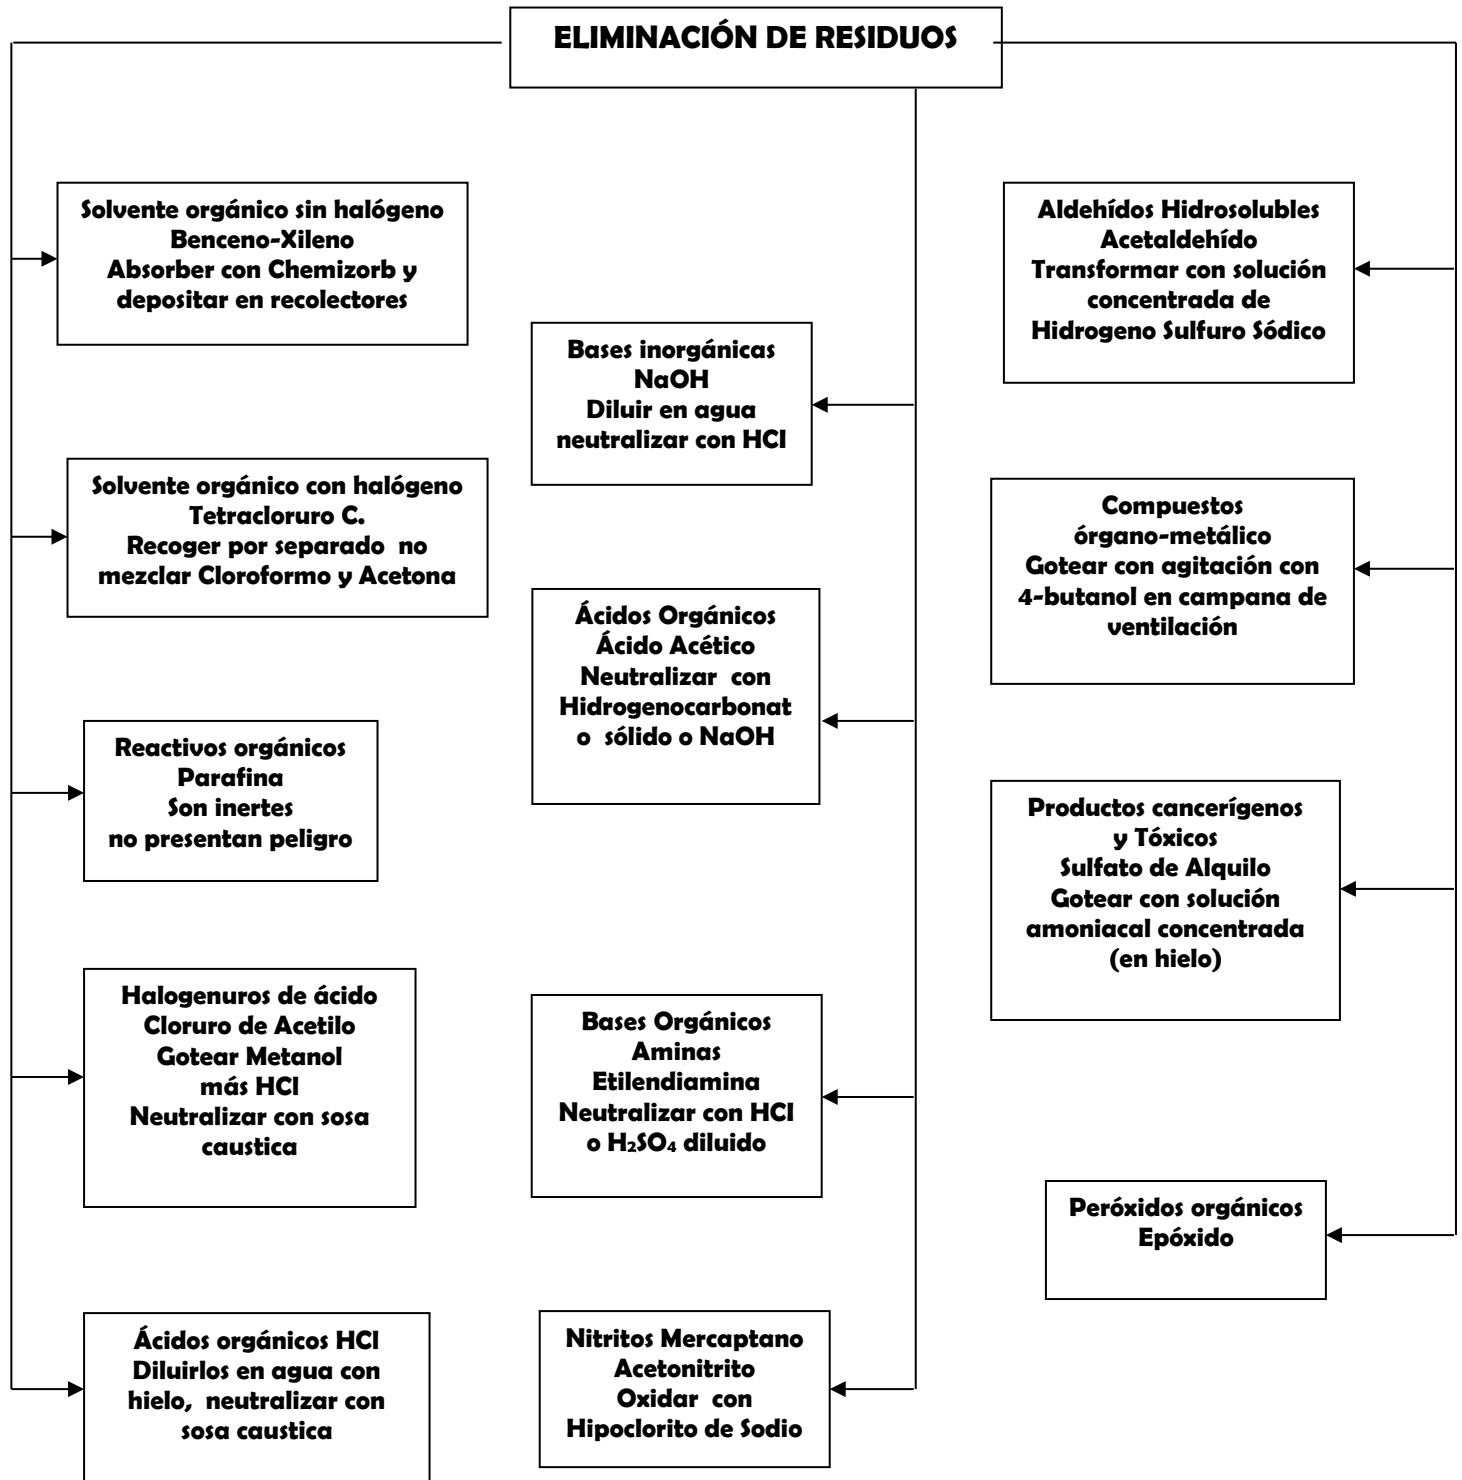 ELIMINACIÓN DE RESIDUOS
Solvente orgánico sin halógeno
Benceno-Xileno
Absorber con Chemizorb y
depositar en recolectores
Solvente orgánico con halógeno
Tetracloruro C.
Recoger por separado no
mezclar Cloroformo y Acetona
Reactivos orgánicos
Parafina
Son inertes
no presentan peligro
Halogenuros de ácido
Cloruro de Acetilo
Gotear Metanol
más HCl
Neutralizar con sosa
caustica
Ácidos orgánicos HCl
Diluirlos en agua con
hielo, neutralizar con
sosa caustica
Bases inorgánicas
NaOH
Diluir en agua
neutralizar con HCl
Ácidos Orgánicos
Ácido Acético
Neutralizar con
Hidrogenocarbonat
o sólido o NaOH
Bases Orgánicos
Aminas
Etilendiamina
Neutralizar con HCl
o H₂SO₄ diluido
Nitritos Mercaptano
Acetonitrito
Oxidar con
Hipoclorito de Sodio
Aldehídos Hidrosolubles
Acetaldehído
Transformar con solución
concentrada de
Hidrogeno Sulfuro Sódico
Compuestos
órgano-metálico
Gotear con agitación con
4-butanol en campana de
ventilación
Productos cancerígenos
y Tóxicos
Sulfato de Alquilo
Gotear con solución
amoniacal concentrada
(en hielo)
Peróxidos orgánicos
Epóxido